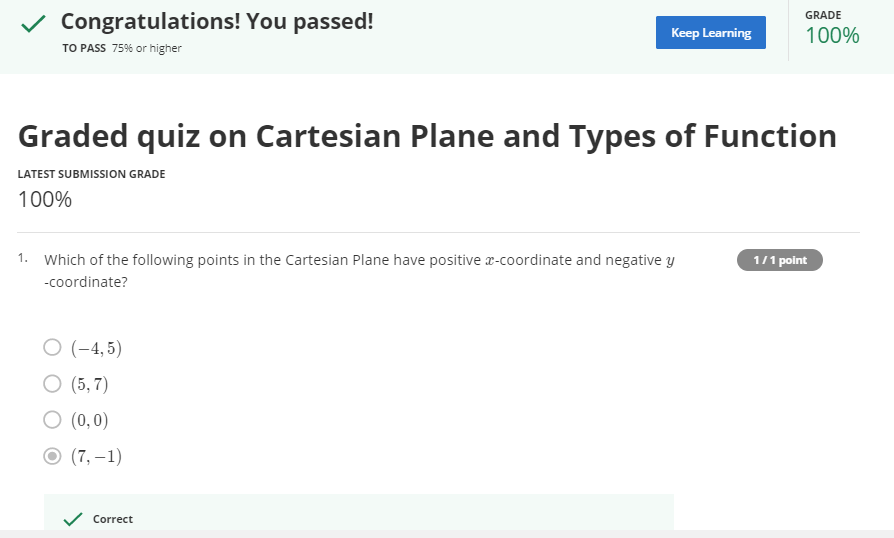 Congratulations! You passed!
TO PASS 75% or higher
Keep Learning
GRADE
100%
Graded quiz on Cartesian Plane and Types of Function
LATEST SUBMISSION GRADE
100%
1. Which of the following points in the Cartesian Plane have positive x-coordinate and negative y
-coordinate?
1 / 1 point
(−4, 5)
(5, 7)
(0, 0)
(7, −1)
Correct